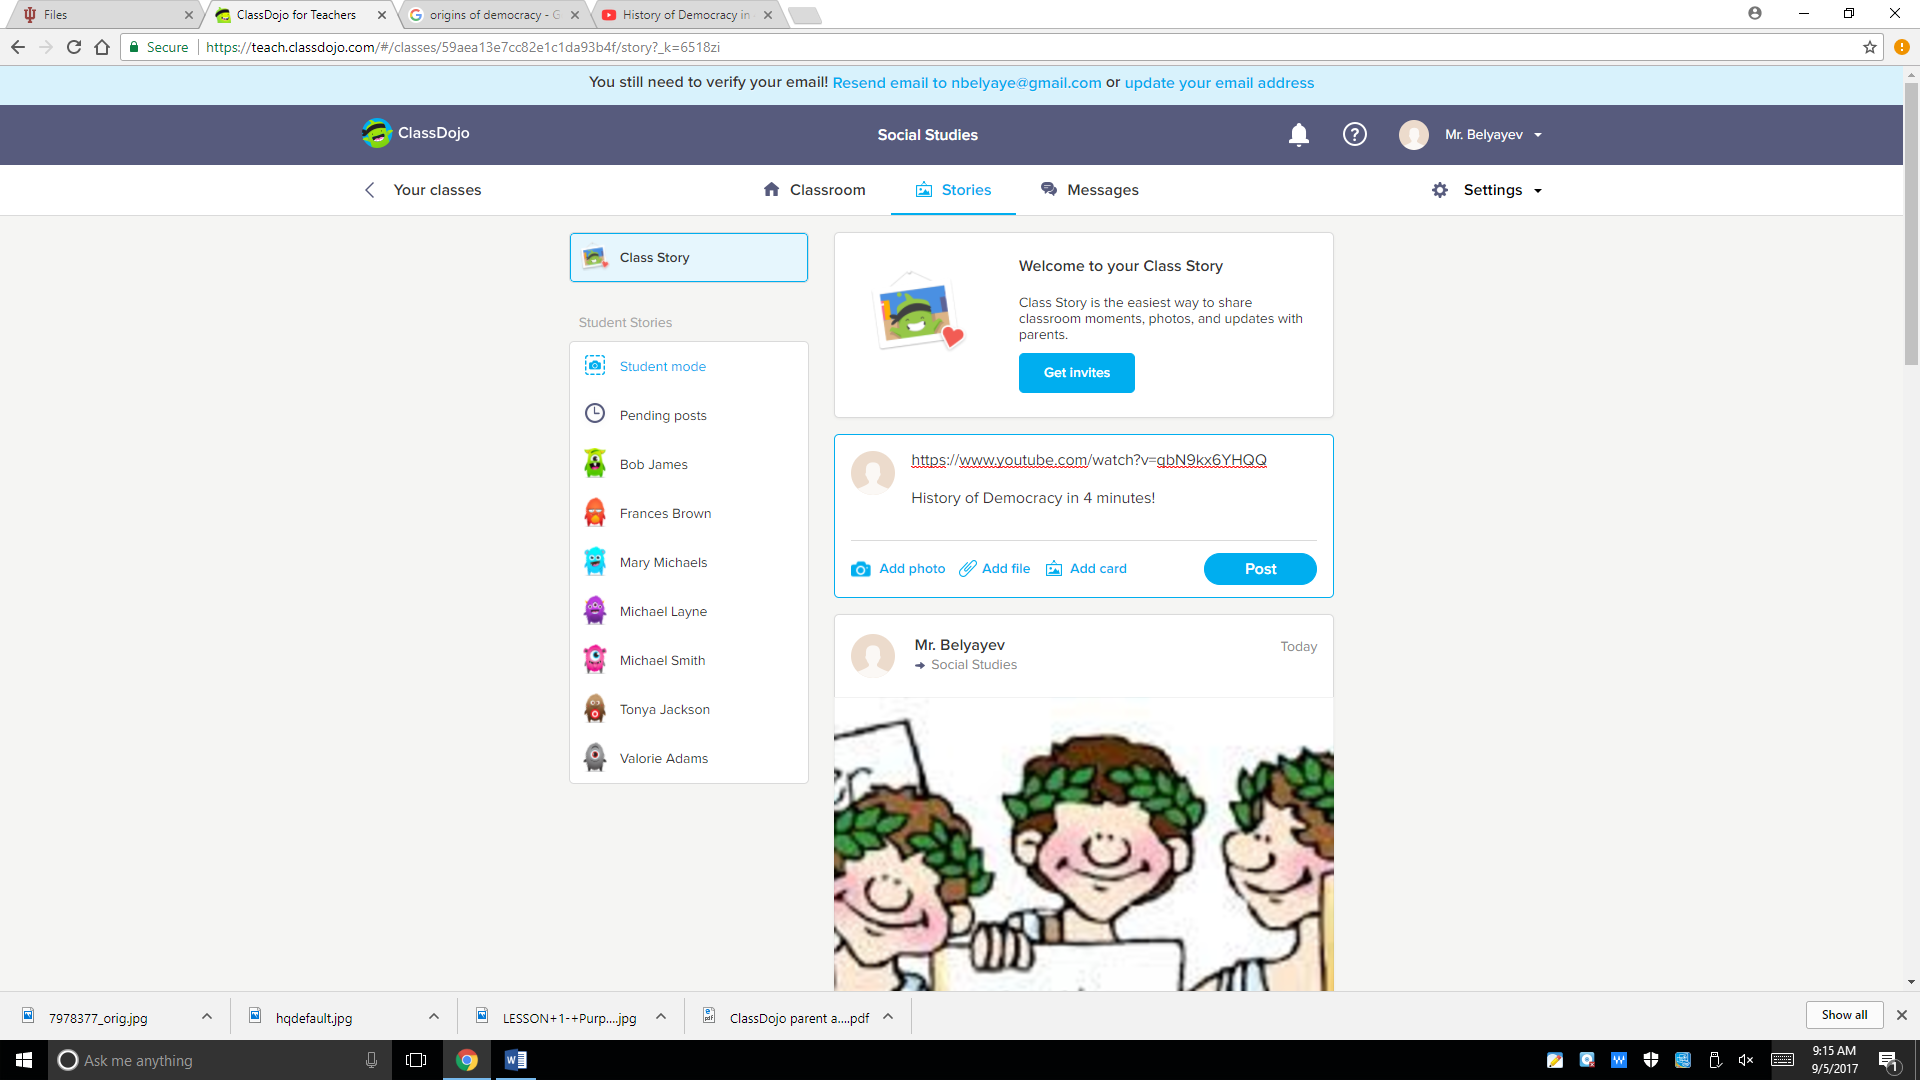 Files
ClassDojo for Teachers
origins of democracy - G
History of Democracy in
Secure
https://teach.classdojo.com/#/classes/59aea13e7cc82e1c1da93b4f/story?_k=6518zi
You still need to verify your email! Resend email to nbelyaye@gmail.com or update your email address
ClassDojo
Social Studies
Mr. Belyayev
Your classes
Classroom
Stories
Messages
Settings
Class Story
Student Stories
Student mode
Pending posts
Bob James
Frances Brown
Mary Michaels
Michael Layne
Michael Smith
Tonya Jackson
Valorie Adams
Welcome to your Class Story
Class Story is the easiest way to share
classroom moments, photos, and updates with
parents.
Get invites
https://www.youtube.com/watch?v=gbN9kx6YHQQ
History of Democracy in 4 minutes!
Add photo
Add file
Add card
Post
Mr. Belyayev
Today
Social Studies
7978377_orig.jpg
hqdefault.jpg
LESSON+1-+Purp....jpg
ClassDojo parent a....pdf
Show all
Ask me anything
9:15 AM
9/5/2017
1